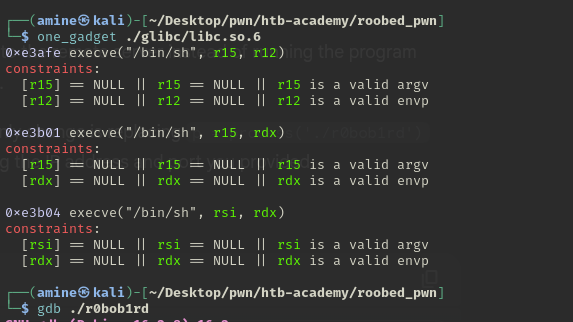 ┌──(amine㉿kali)-[~/Desktop/pwn/htb-academy/roobed_pwn]
└─$ one_gadget ./glibc/libc.so.6
0×e3afe execve("/bin/sh", r15, r12)
constraints:
  [r15] == NULL || r15 == NULL || r15 is a valid argv
  [r12] == NULL || r12 == NULL || r12 is a valid envp

0×e3b01 execve("/bin/sh", r15, rdx)
constraints:
  [r15] == NULL || r15 == NULL || r15 is a valid argv
  [rdx] == NULL || rdx == NULL || rdx is a valid envp

0×e3b04 execve("/bin/sh", rsi, rdx)
constraints:
  [rsi] == NULL || rsi == NULL || rsi is a valid argv
  [rdx] == NULL || rdx == NULL || rdx is a valid envp

┌──(amine㉿kali)-[~/Desktop/pwn/htb-academy/roobed_pwn]
└─$ gdb ./r0bob1rd